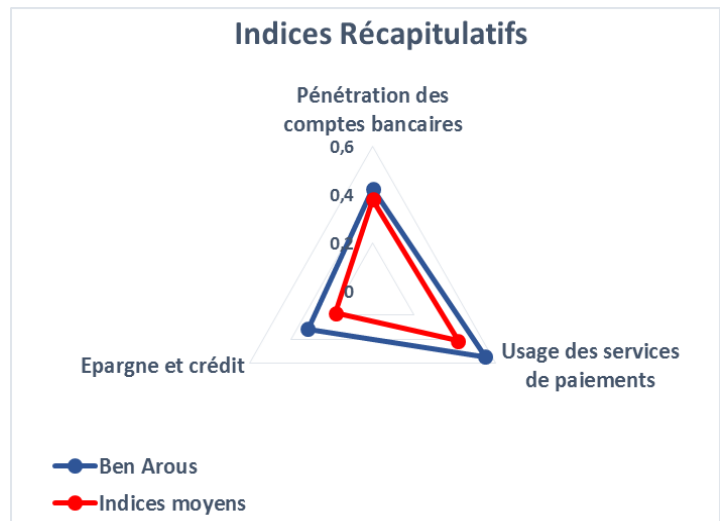 Indices Récapitulatifs
Pénétration des
comptes bancaires
0,6
0,4
0,2
0
Usage des services
de paiements
Epargne et crédit
Ben Arous
Indices moyens